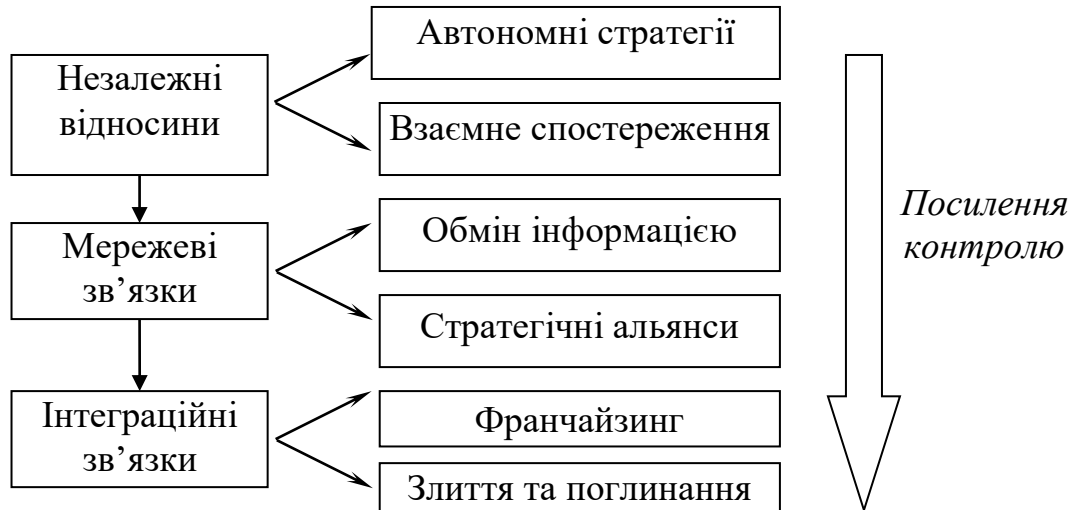 Автономні стратегії
Незалежні
відносини
Взаємне спостереження
Мережеві
зв’язки
Обмін інформацією
Стратегічні альянси
Інтеграційні
зв’язки
Франчайзинг
Злиття та поглинання
Посилення
контролю